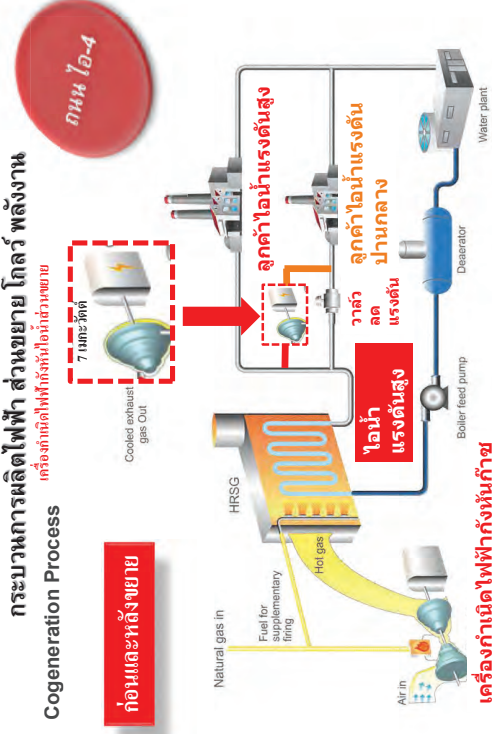 กระบวนการผลิตไฟฟ้า ส่วนขยาย โกลว์ พลังงาน
เครื่องกำเนิดไฟฟ้ากังหันไอน้ำส่วนขยาย
Cogeneration Process
ถนน ไอ-4
ก่อนและหลังขยาย
7 เมกะวัตต์
Cooled exhaust
gas Out
ลูกค้าไอน้ำแรงดันสูง
ลูกค้าไอน้ำแรงดัน
ปานกลาง
วาล์ว
ลด
แรงดัน
ไอน้ำ
แรงดันสูง
HRSG
Natural gas in
Fuel for
supplementary
firing
Hot gas
Air in
Boiler feed pump
Deaerator
Water plant
เครื่องกำเนิดไฟฟ้ากังหันก๊าซ